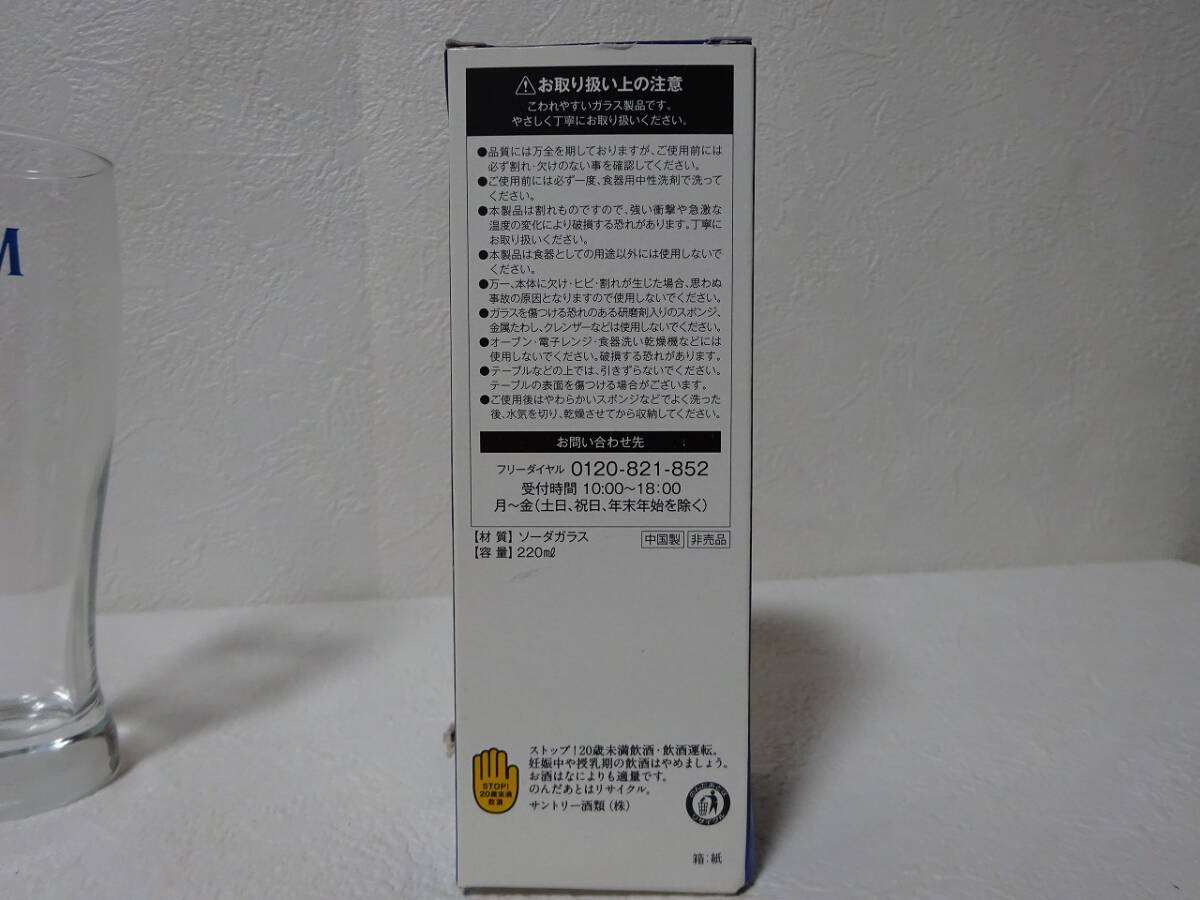 M
⚠お取り扱い上の注意
こわれやすいガラス製品です。
やさしく丁寧にお取り扱いください。
●品質には万全を期しておりますが、ご使用前には
必ず割れ・欠けのない事を確認してください。
●ご使用前には必ず一度、食器用中性洗剤で洗って
ください。
●本製品は割れものですので、強い衝撃や急激な
温度の変化により破損する恐れがあります。丁寧に
お取り扱いください。
●本製品は食器としての用途以外には使用しないで
ください。
●万一、本体に欠け・ヒビ・割れが生じた場合、思わぬ
事故の原因となりますので使用しないでください。
●ガラスを傷つける恐れのある研磨剤入りのスポンジ、
金属たわし、クレンザーなどは使用しないでください。
●オーブン・電子レンジ・食器洗い乾燥機などには
使用しないでください。破損する恐れがあります。
●テーブルなどの上では、引きずらないでください。
テーブルの表面を傷つける場合がございます。
●ご使用後はやわらかいスポンジなどでよく洗った
後、水気を切り、乾燥させてから収納してください。
お問い合わせ先
フリーダイヤル 0120-821-852
受付時間 10:00〜18:00
月〜金(土日、祝日、年末年始を除く)
【材 質】ソーダガラス 中国製 非売品
【容 量】220㎖
ストップ!20歳未満飲酒・飲酒運転。
妊娠中や授乳期の飲酒はやめましょう。
お酒はなによりも適量です。
のんだあとはリサイクル。
サントリー酒類(株)
STOP!
20歳未満
飲酒
のんだあとは
リサイクル
箱:紙